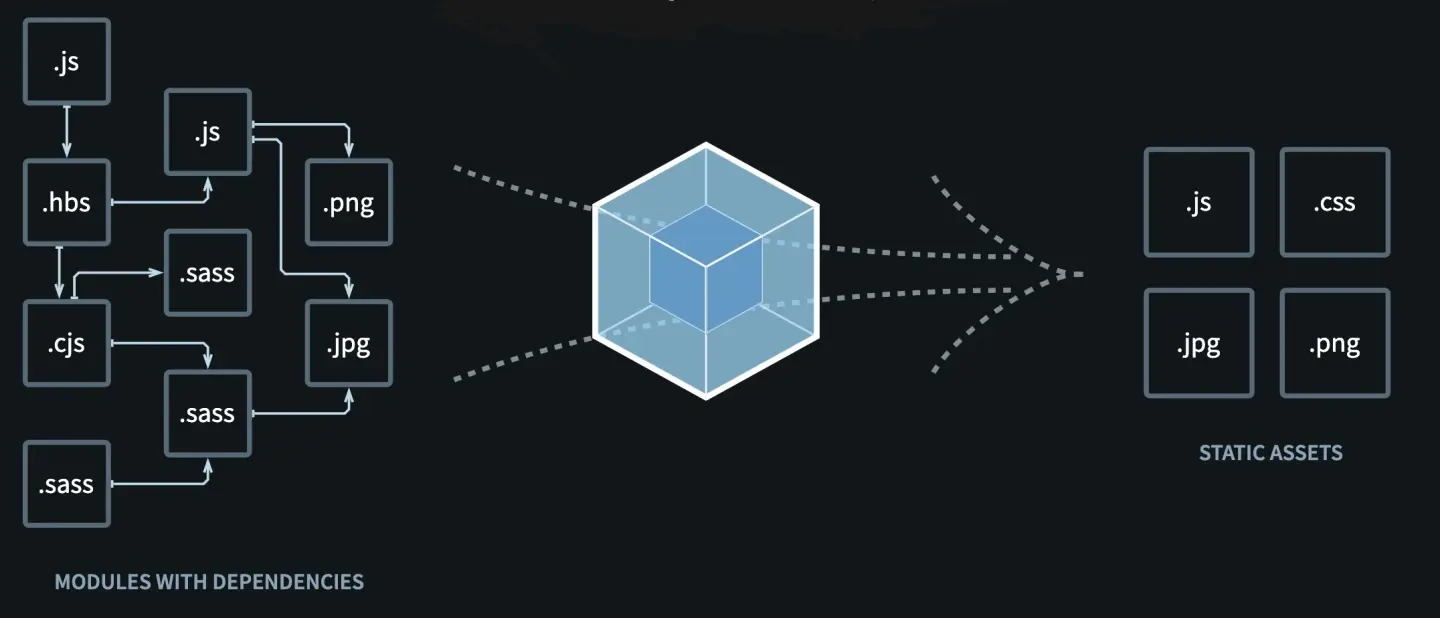 .js
.js
.hbs
.png
.sass
.cjs
.jpg
.sass
.sass
MODULES WITH DEPENDENCIES
.js
.css
.jpg
.png
STATIC ASSETS